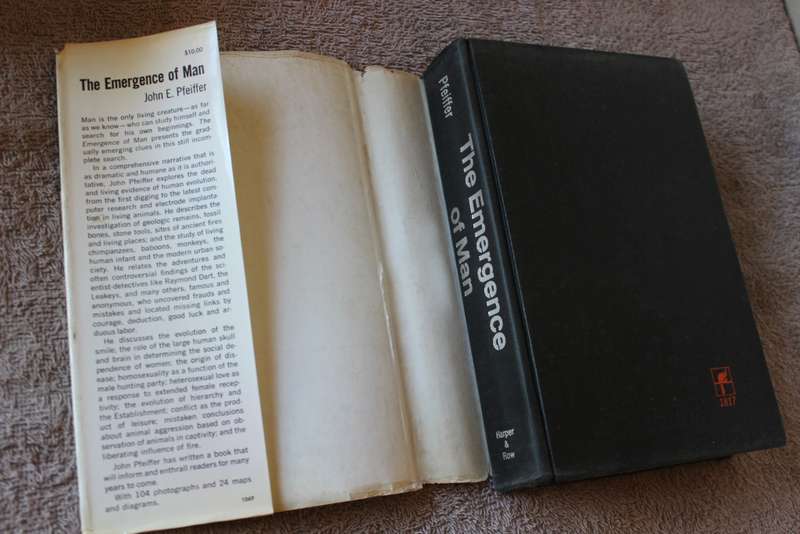 $10.00
The Emergence of Man
John E. Pfeiffer
Man is the only living creature—as far
as we know—who can study himself and
search for his own beginnings. The
Emergence of Man presents the grad-
ually emerging clues in this still incom-
plete search.
In a comprehensive narrative that is
as dramatic and humane as it is authori-
tative, John Pfeiffer explores the dead
and living evidence of human evolution,
from the first digging to the latest com-
puter research and electrode implanta-
tion in living animals. He describes the
investigation of geologic remains, fossil
bones, stone tools, sites of ancient fires
and living places; and the study of living
chimpanzees, baboons, monkeys, the
human infant and the modern urban so-
ciety. He relates the adventures and
often controversial findings of the sci-
entist-detectives like Raymond Dart, the
Leakeys, and many others, famous and
anonymous, who uncovered frauds and
mistakes and located missing links by
courage, deduction, good luck and ar-
duous labor.
He discusses the evolution of the
smile; the role of the large human skull
and brain in determining the social de-
pendence of women; the origin of dis-
ease; homosexuality as a function of the
male hunting party; heterosexual love as
a response to extended female recep-
tivity; the evolution of hierarchy and
the Establishment; conflict as the prod-
uct of leisure; mistaken conclusions
about animal aggression based on ob-
servation of animals in captivity; and the
liberating influence of fire.
John Pfeiffer has written a book that
will inform and enthrall readers for many
years to come.
With 104 photographs and 24 maps
and diagrams.
1069
Pfeiffer
The Emergence
of Man
Harper
&
Row
1817